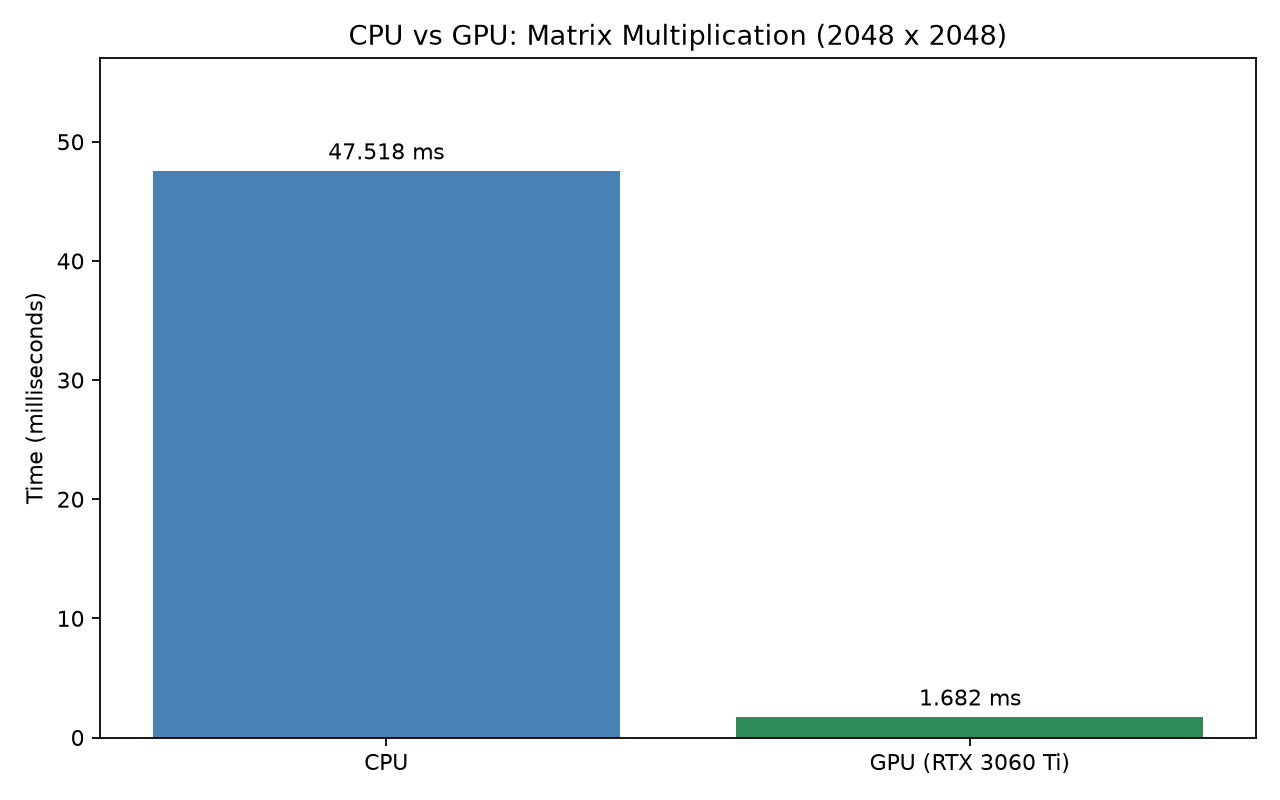 CPU vs GPU: Matrix Multiplication (2048 x 2048)
Time (milliseconds)
50
40
30
20
10
0
47.518 ms
1.682 ms
CPU
GPU (RTX 3060 Ti)